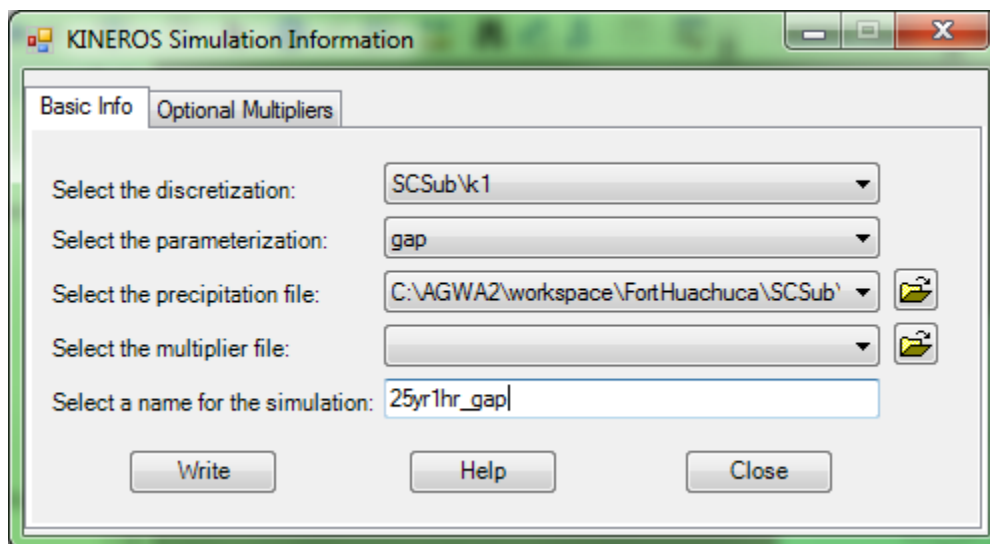 KINEROS Simulation Information
Basic Info
Optional Multipliers
Select the discretization: SCSub\k1
Select the parameterization: gap
Select the precipitation file: C:\AGWA2\workspace\FortHuachuca\SCSub\
Select the multiplier file:
Select a name for the simulation: 25yr1hr_gap
Write Help Close